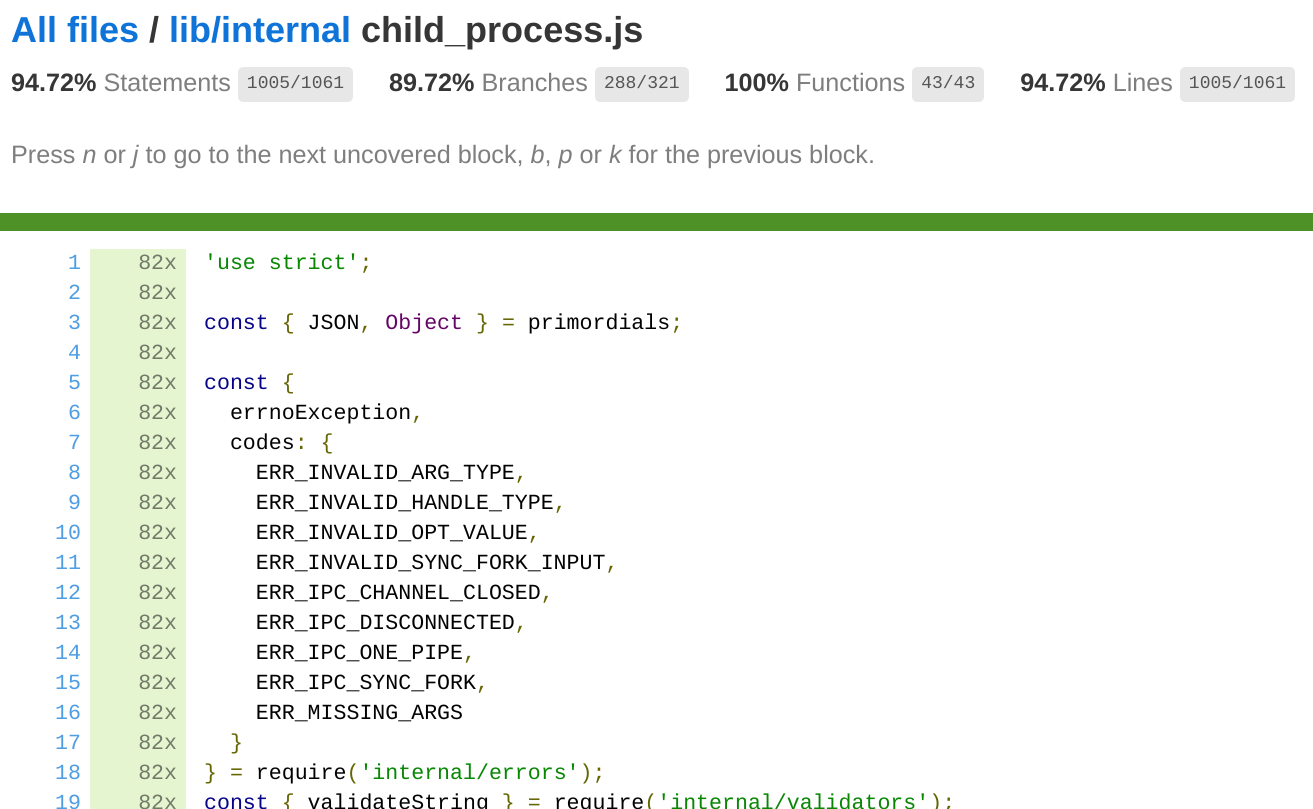 All files / lib/internal child_process.js
94.72% Statements 1005/1061 89.72% Branches 288/321 100% Functions 43/43 94.72% Lines 1005/1061
Press n or j to go to the next uncovered block, b, p or k for the previous block.
1 82x 'use strict';
2 82x
3 82x const { JSON, Object } = primordials;
4 82x
5 82x const {
6 82x   errnoException,
7 82x   codes: {
8 82x     ERR_INVALID_ARG_TYPE,
9 82x     ERR_INVALID_HANDLE_TYPE,
10 82x     ERR_INVALID_OPT_VALUE,
11 82x     ERR_INVALID_SYNC_FORK_INPUT,
12 82x     ERR_IPC_CHANNEL_CLOSED,
13 82x     ERR_IPC_DISCONNECTED,
14 82x     ERR_IPC_ONE_PIPE,
15 82x     ERR_IPC_SYNC_FORK,
16 82x     ERR_MISSING_ARGS
17 82x   }
18 82x } = require('internal/errors');
19 82x const { validateString } = require('internal/validators');